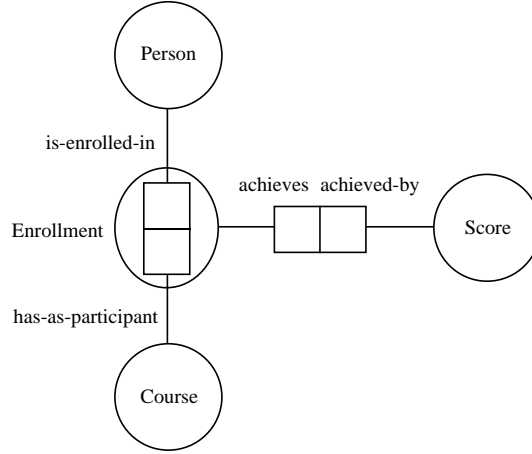 Person
is-enrolled-in
achieves achieved-by
Enrollment
Score
has-as-participant
Course